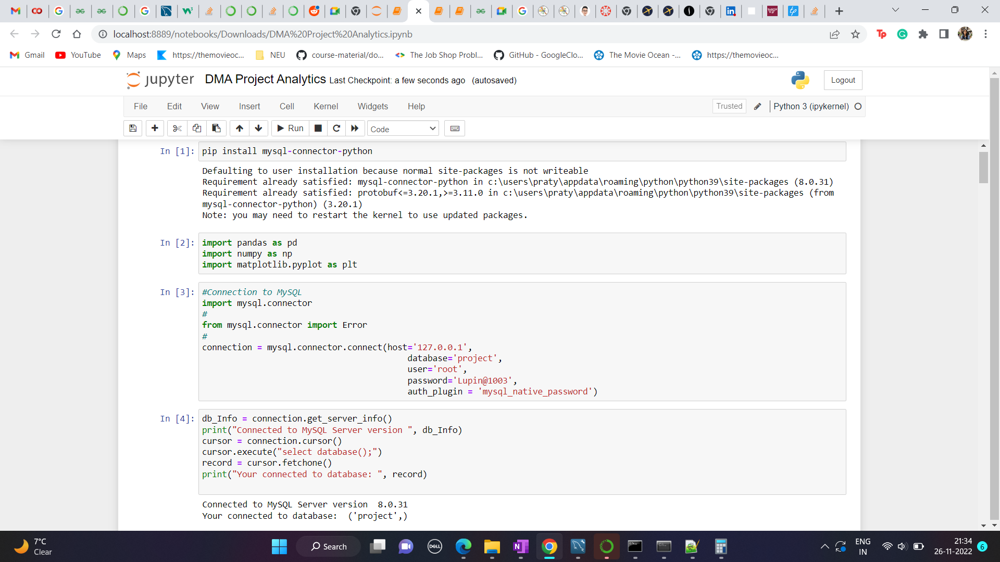 localhost:8889/notebooks/Downloads/DMA%20Project%20Analytics.ipynb
Gmail YouTube Maps https://themovieoc... NEU course-material/do... The Job Shop Probl... GitHub - GoogleClo... The Movie Ocean -... https://themovieoc...
jupyter DMA Project Analytics Last Checkpoint: a few seconds ago (autosaved) Logout
File Edit View Insert Cell Kernel Widgets Help Trusted Python 3 (ipykernel)
Run Code
In [1]: pip install mysql-connector-python
Defaulting to user installation because normal site-packages is not writeable
Requirement already satisfied: mysql-connector-python in c:\users\praty\appdata\roaming\python\python39\site-packages (8.0.31)
Requirement already satisfied: protobuf<=3.20.1,>=3.11.0 in c:\users\praty\appdata\roaming\python\python39\site-packages (from
mysql-connector-python) (3.20.1)
Note: you may need to restart the kernel to use updated packages.
In [2]: import pandas as pd
import numpy as np
import matplotlib.pyplot as plt
In [3]: #Connection to MySQL
import mysql.connector
#
from mysql.connector import Error
#
connection = mysql.connector.connect(host='127.0.0.1',
database='project',
user='root',
password='Lupin@1003',
auth_plugin = 'mysql_native_password')
In [4]: db_Info = connection.get_server_info()
print("Connected to MySQL Server version ", db_Info)
cursor = connection.cursor()
cursor.execute("select database();")
record = cursor.fetchone()
print("Your connected to database: ", record)
Connected to MySQL Server version  8.0.31
Your connected to database:  ('project',)
7°C
Clear
Search
DELL
ENG
IN
21:34
26-11-2022
6